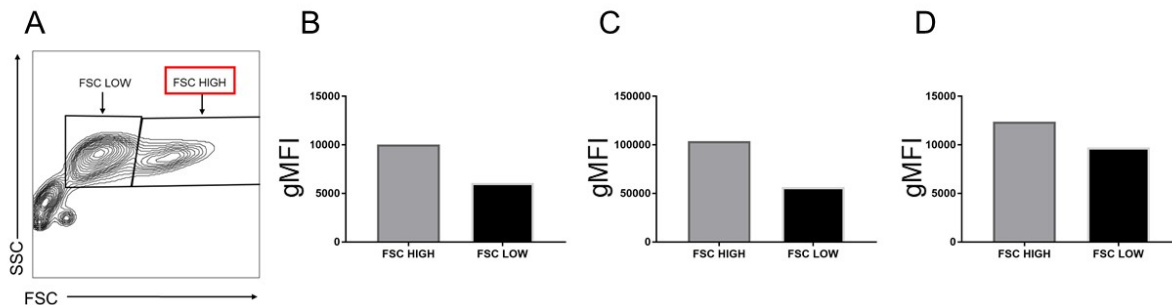 A
FSC LOW
FSC HIGH
SSC
FSC
B
gMFI
15000
10000
5000
0
FSC HIGH FSC LOW
C
gMFI
150000
100000
50000
0
FSC HIGH FSC LOW
D
gMFI
15000
10000
5000
0
FSC HIGH FSC LOW